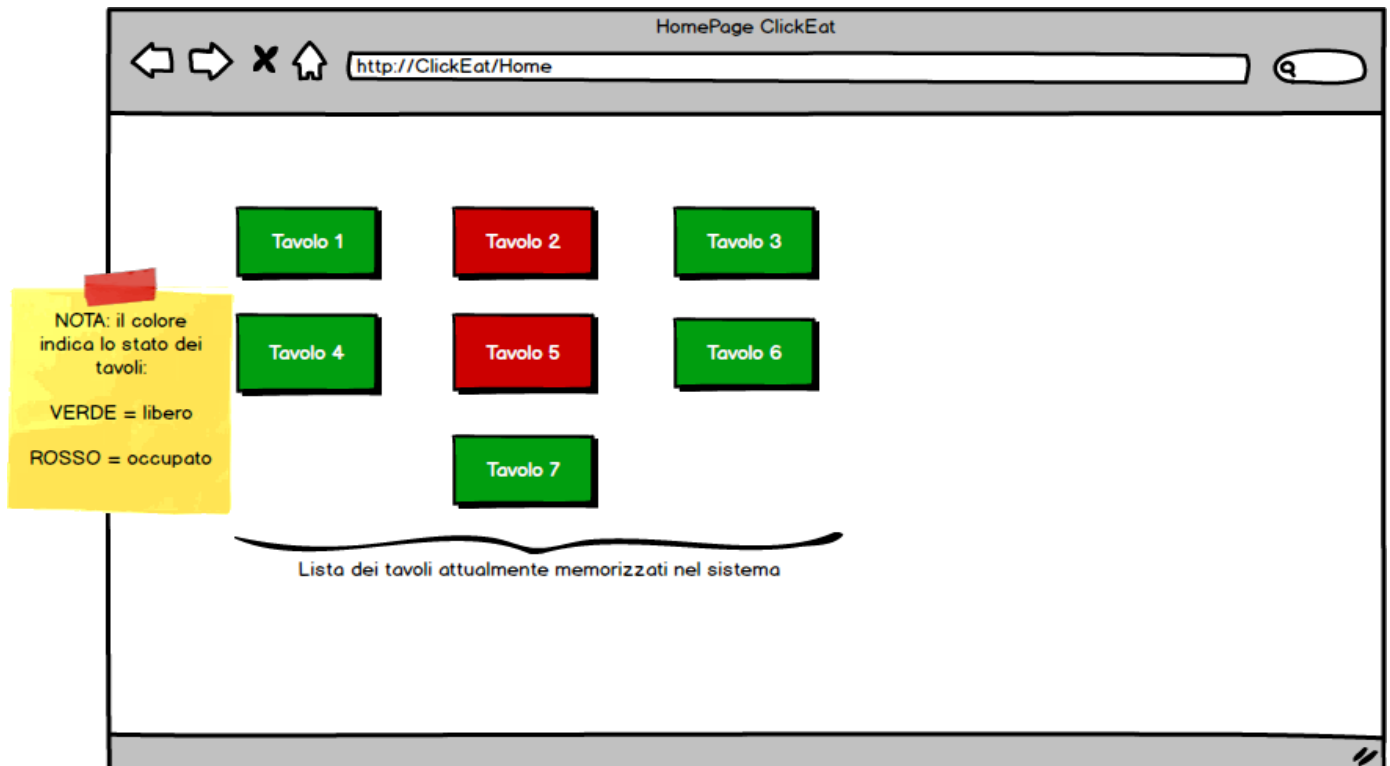 HomePage ClickEat
http://ClickEat/Home
Tavolo 1
Tavolo 2
Tavolo 3
NOTA: il colore
indica lo stato dei
tavoli:
VERDE = libero
ROSSO = occupato
Tavolo 4
Tavolo 5
Tavolo 6
Tavolo 7
Lista dei tavoli attualmente memorizzati nel sistema